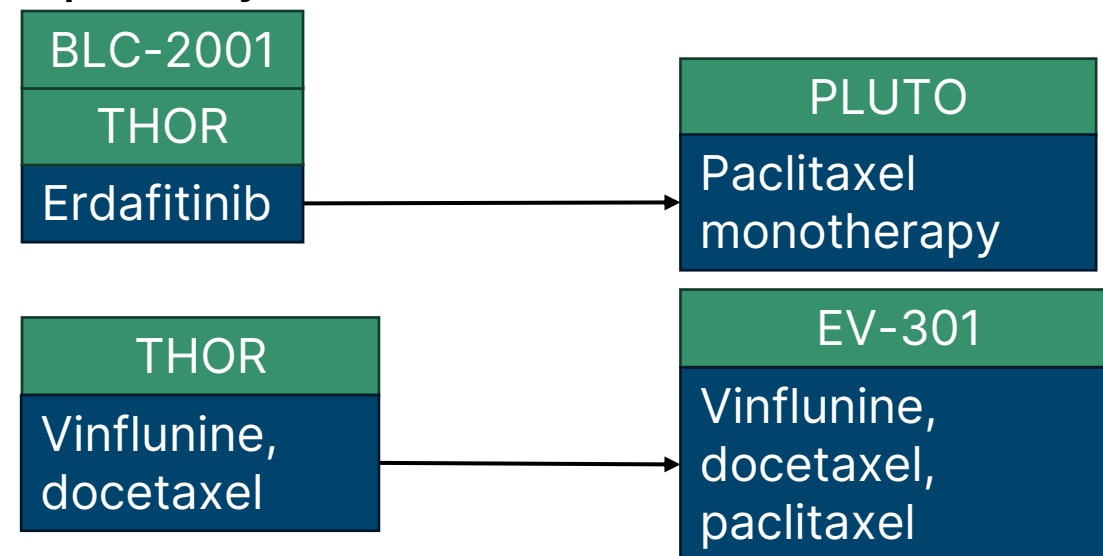 BLC-2001
THOR
Erdafitinib
PLUTO
Paclitaxel
monotherapy
THOR
Vinflunine,
docetaxel
EV-301
Vinflunine,
docetaxel,
paclitaxel